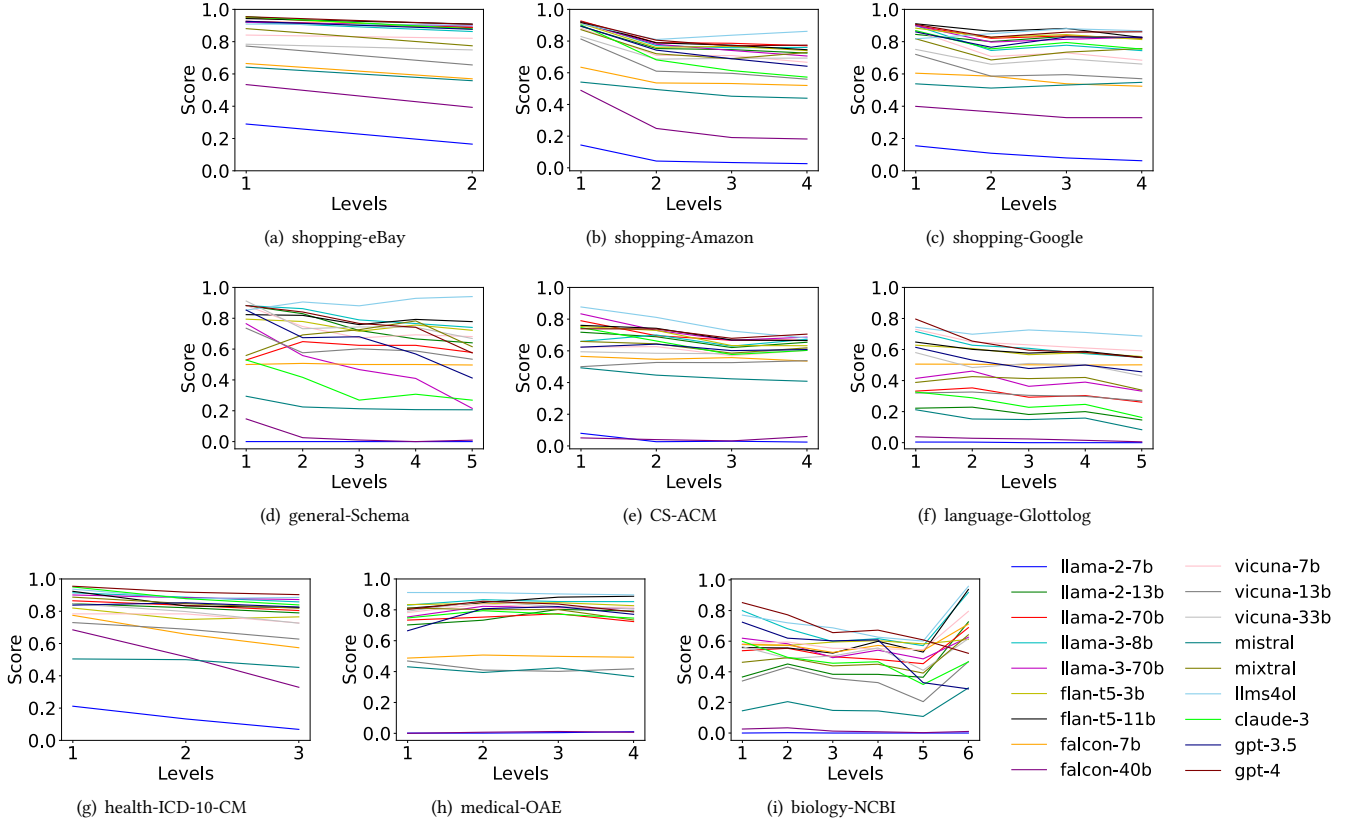 1.0
0.8
0.6
0.4
0.2
0.0
Score
1 2
Levels
(a) shopping-eBay
1.0
0.8
0.6
0.4
0.2
0.0
Score
1 2 3 4
Levels
(b) shopping-Amazon
1.0
0.8
0.6
0.4
0.2
0.0
Score
1 2 3 4
Levels
(c) shopping-Google
1.0
0.8
0.6
0.4
0.2
0.0
Score
1 2 3 4 5
Levels
(d) general-Schema
1.0
0.8
0.6
0.4
0.2
0.0
Score
1 2 3 4
Levels
(e) CS-ACM
1.0
0.8
0.6
0.4
0.2
0.0
Score
1 2 3 4 5
Levels
(f) language-Glottolog
1.0
0.8
0.6
0.4
0.2
0.0
Score
1 2 3
Levels
(g) health-ICD-10-CM
1.0
0.8
0.6
0.4
0.2
0.0
Score
1 2 3 4
Levels
(h) medical-OAE
1.0
0.8
0.6
0.4
0.2
0.0
Score
1 2 3 4 5 6
Levels
(i) biology-NCBI
llama-2-7b
llama-2-13b
llama-2-70b
llama-3-8b
llama-3-70b
flan-t5-3b
flan-t5-11b
falcon-7b
falcon-40b
vicuna-7b
vicuna-13b
vicuna-33b
mistral
mixtral
llms4ol
claude-3
gpt-3.5
gpt-4